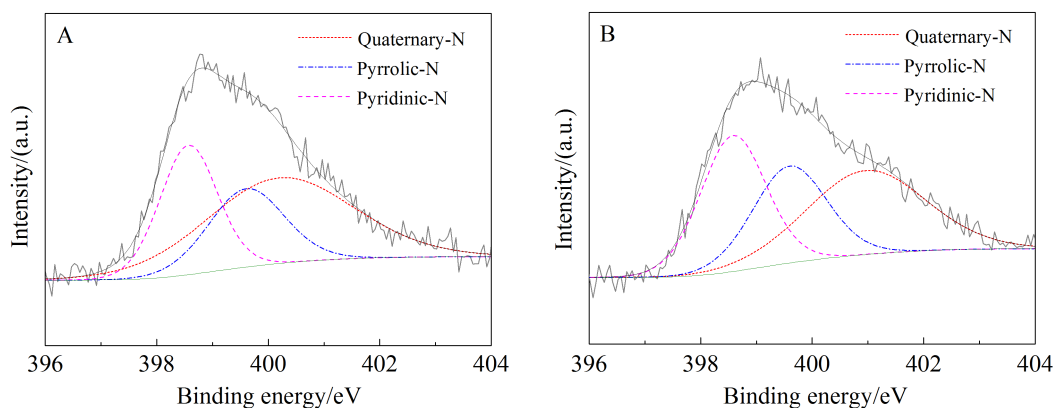 A
Quaternary-N
Pyrrolic-N
Pyridinic-N
Intensity/(a.u.)
396 398 400 402 404
Binding energy/eV
B
Quaternary-N
Pyrrolic-N
Pyridinic-N
Intensity/(a.u.)
396 398 400 402 404
Binding energy/eV